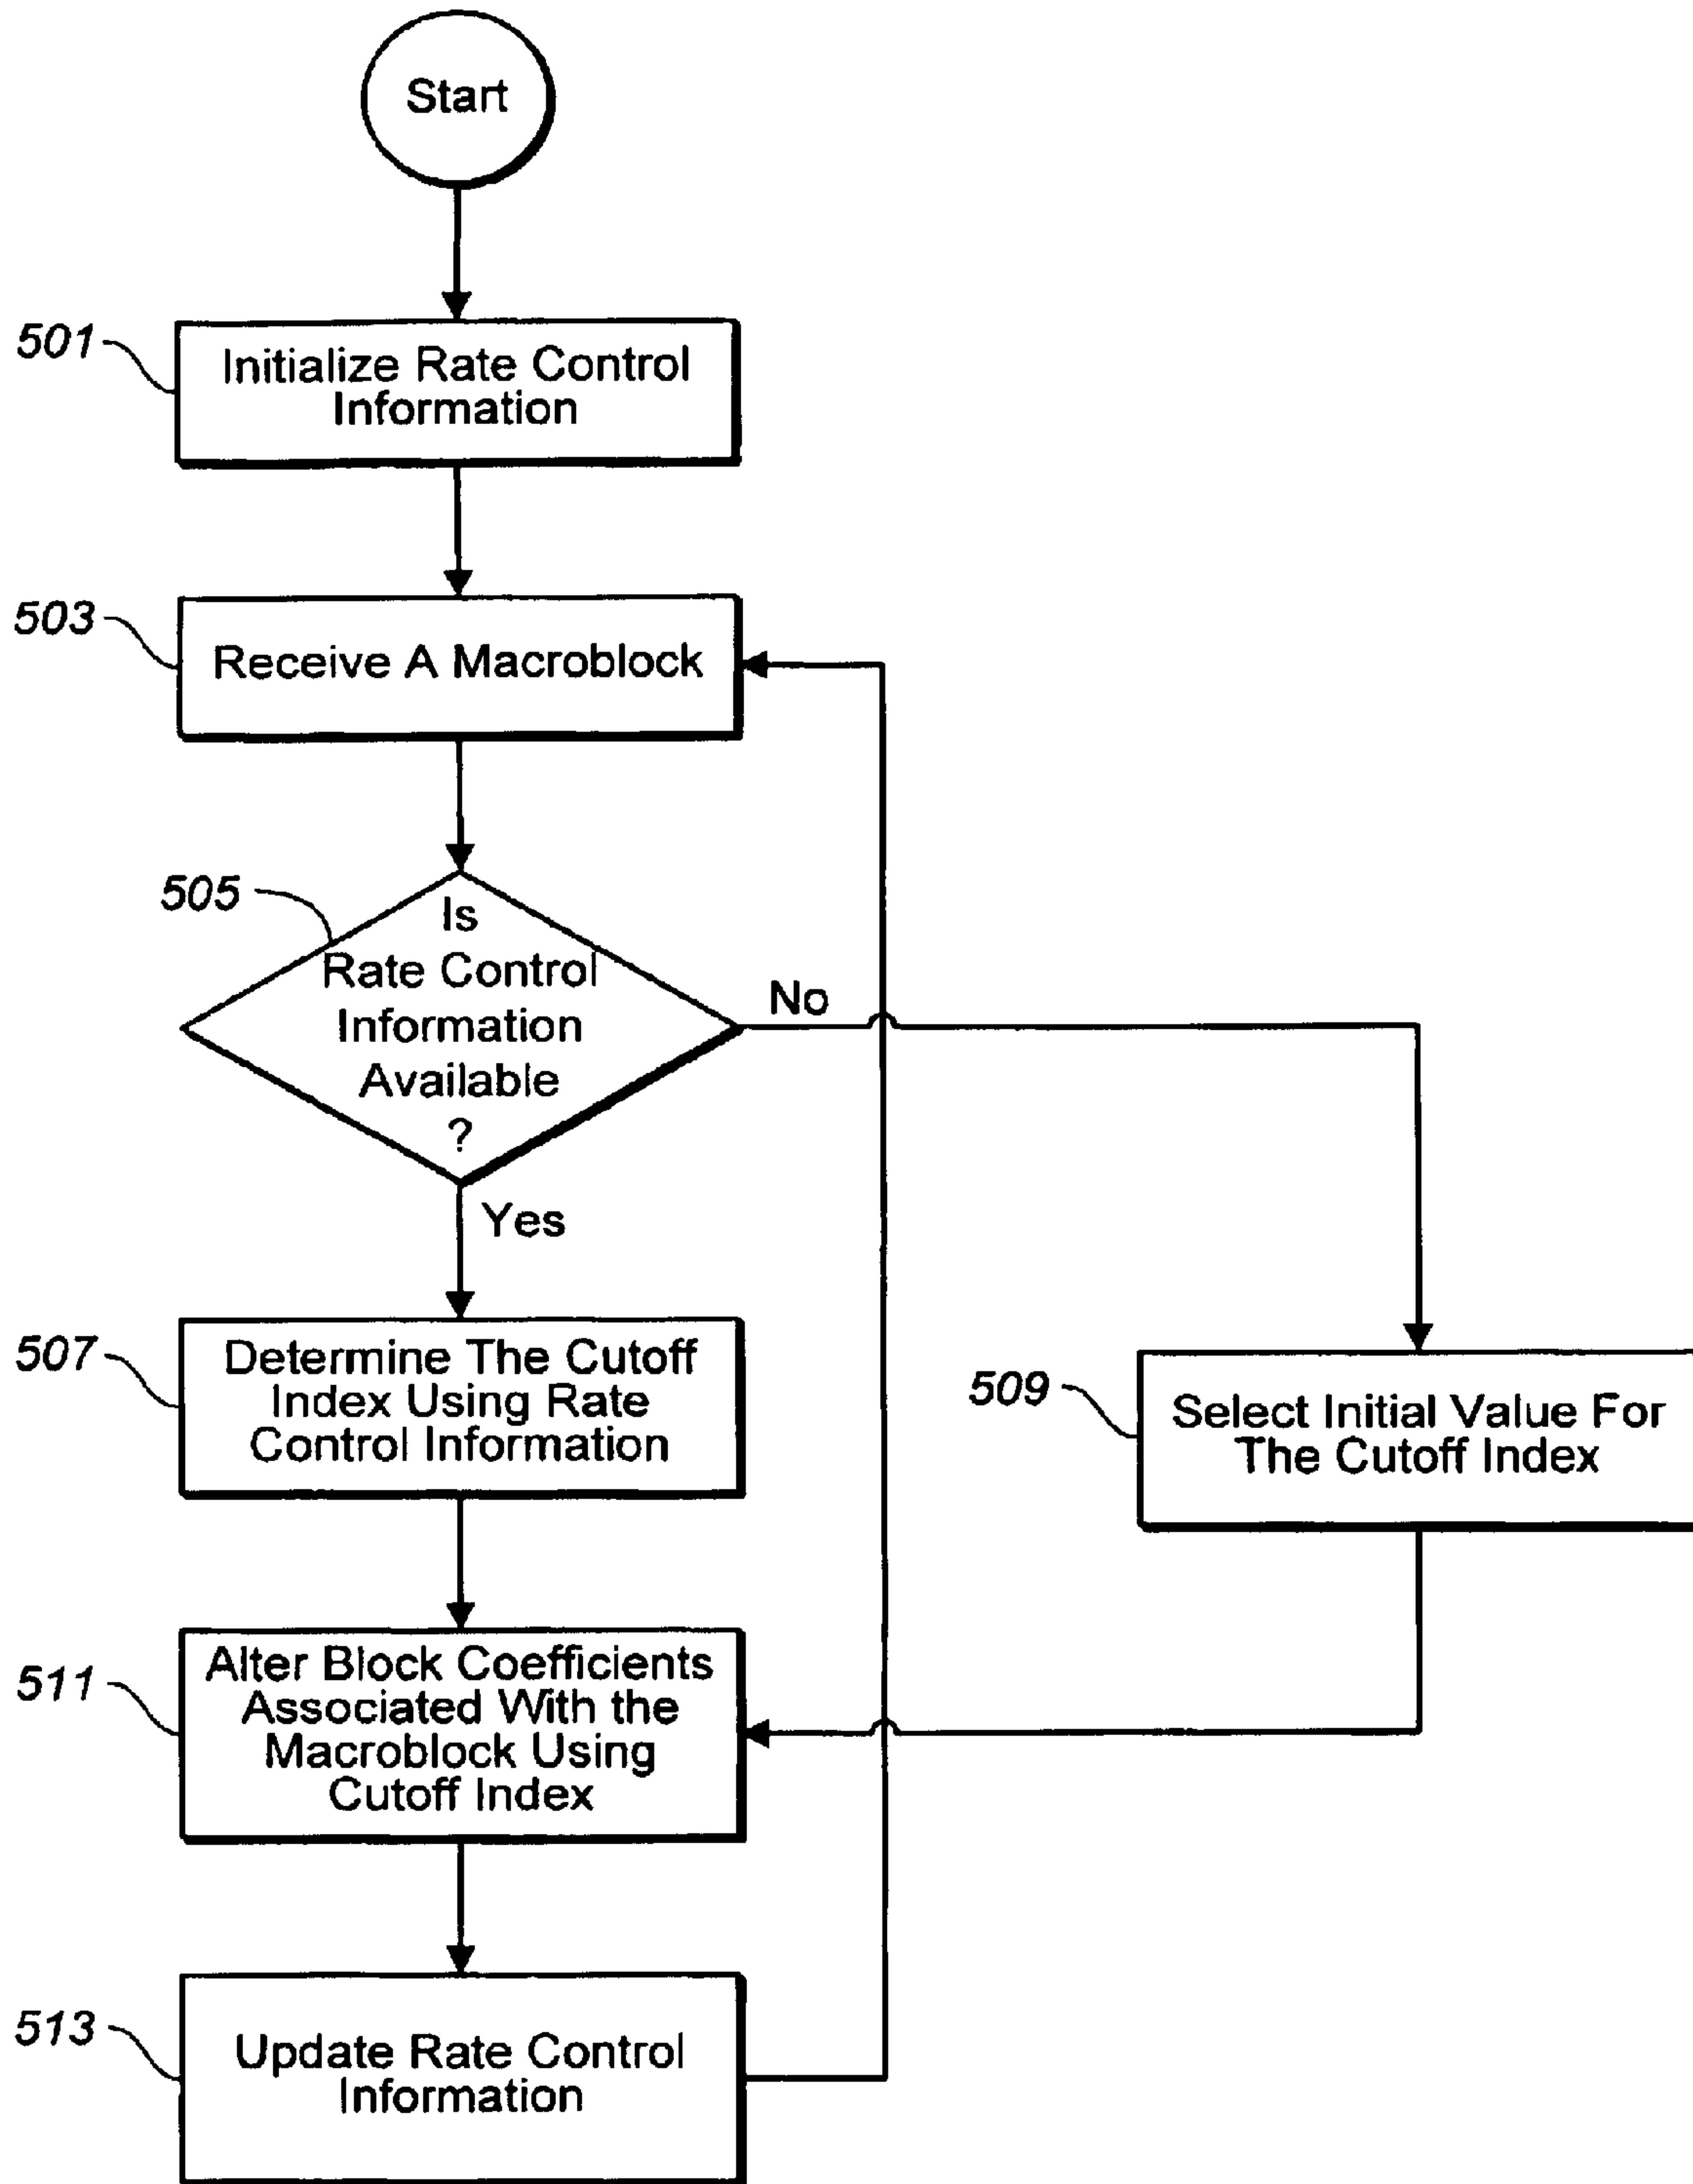 Start
501
Initialize Rate Control
Information
503
Receive A Macroblock
505
Is
Rate Control
Information
Available
?
No
Yes
507
Determine The Cutoff
Index Using Rate
Control Information
509
Select Initial Value For
The Cutoff Index
511
Alter Block Coefficients
Associated With the
Macroblock Using
Cutoff Index
513
Update Rate Control
Information